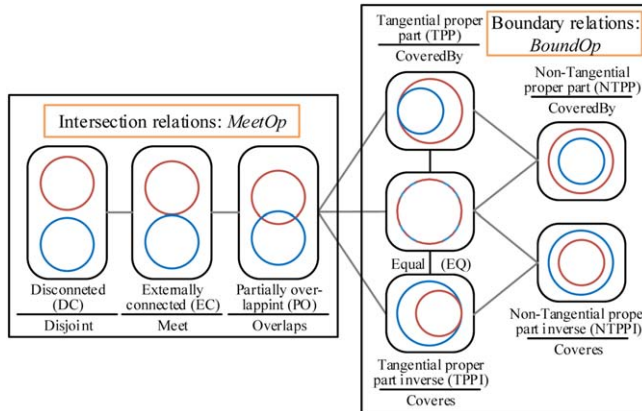 Intersection relations: MeetOp
Disconneted
(DC)
Disjoint
Externally
connected (EC)
Meet
Partially over-
lappint (PO)
Overlaps
Boundary relations:
BoundOp
Tangential proper
part (TPP)
CoveredBy
Equal (EQ)
Tangential proper
part inverse (TPPI)
Coveres
Non-Tangential
proper part (NTPP)
CoveredBy
Non-Tangential proper
part inverse (NTPPI)
Coveres